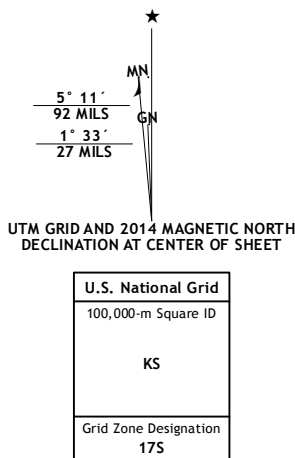 ★
MN
5° 11´
92 MILS
GN
1° 33´
27 MILS
UTM GRID AND 2014 MAGNETIC NORTH
DECLINATION AT CENTER OF SHEET
U.S. National Grid
100,000-m Square ID
KS
Grid Zone Designation
17S